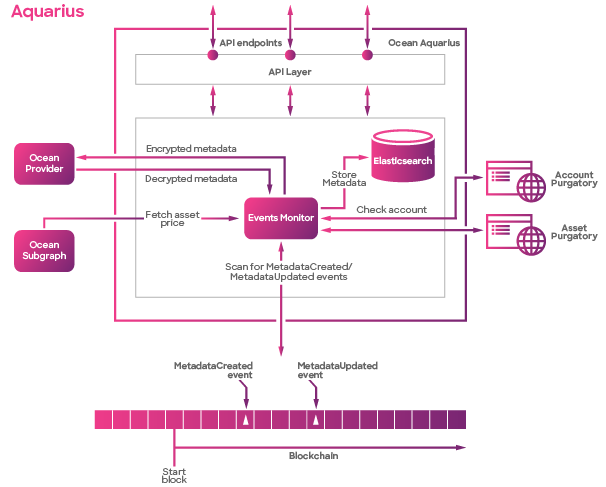 Aquarius
API endpoints
Ocean Aquarius
API Layer
Encrypted metadata
Ocean
Provider
Decrypted metadata
Elasticsearch
Store
Metadata
Account
Purgatory
Fetch asset
price
Events Monitor
Check account
Ocean
Subgraph
Asset
Purgatory
Scan for MetadataCreated/
MetadataUpdated events
MetadataCreated
event
MetadataUpdated
event
Blockchain
Start
block